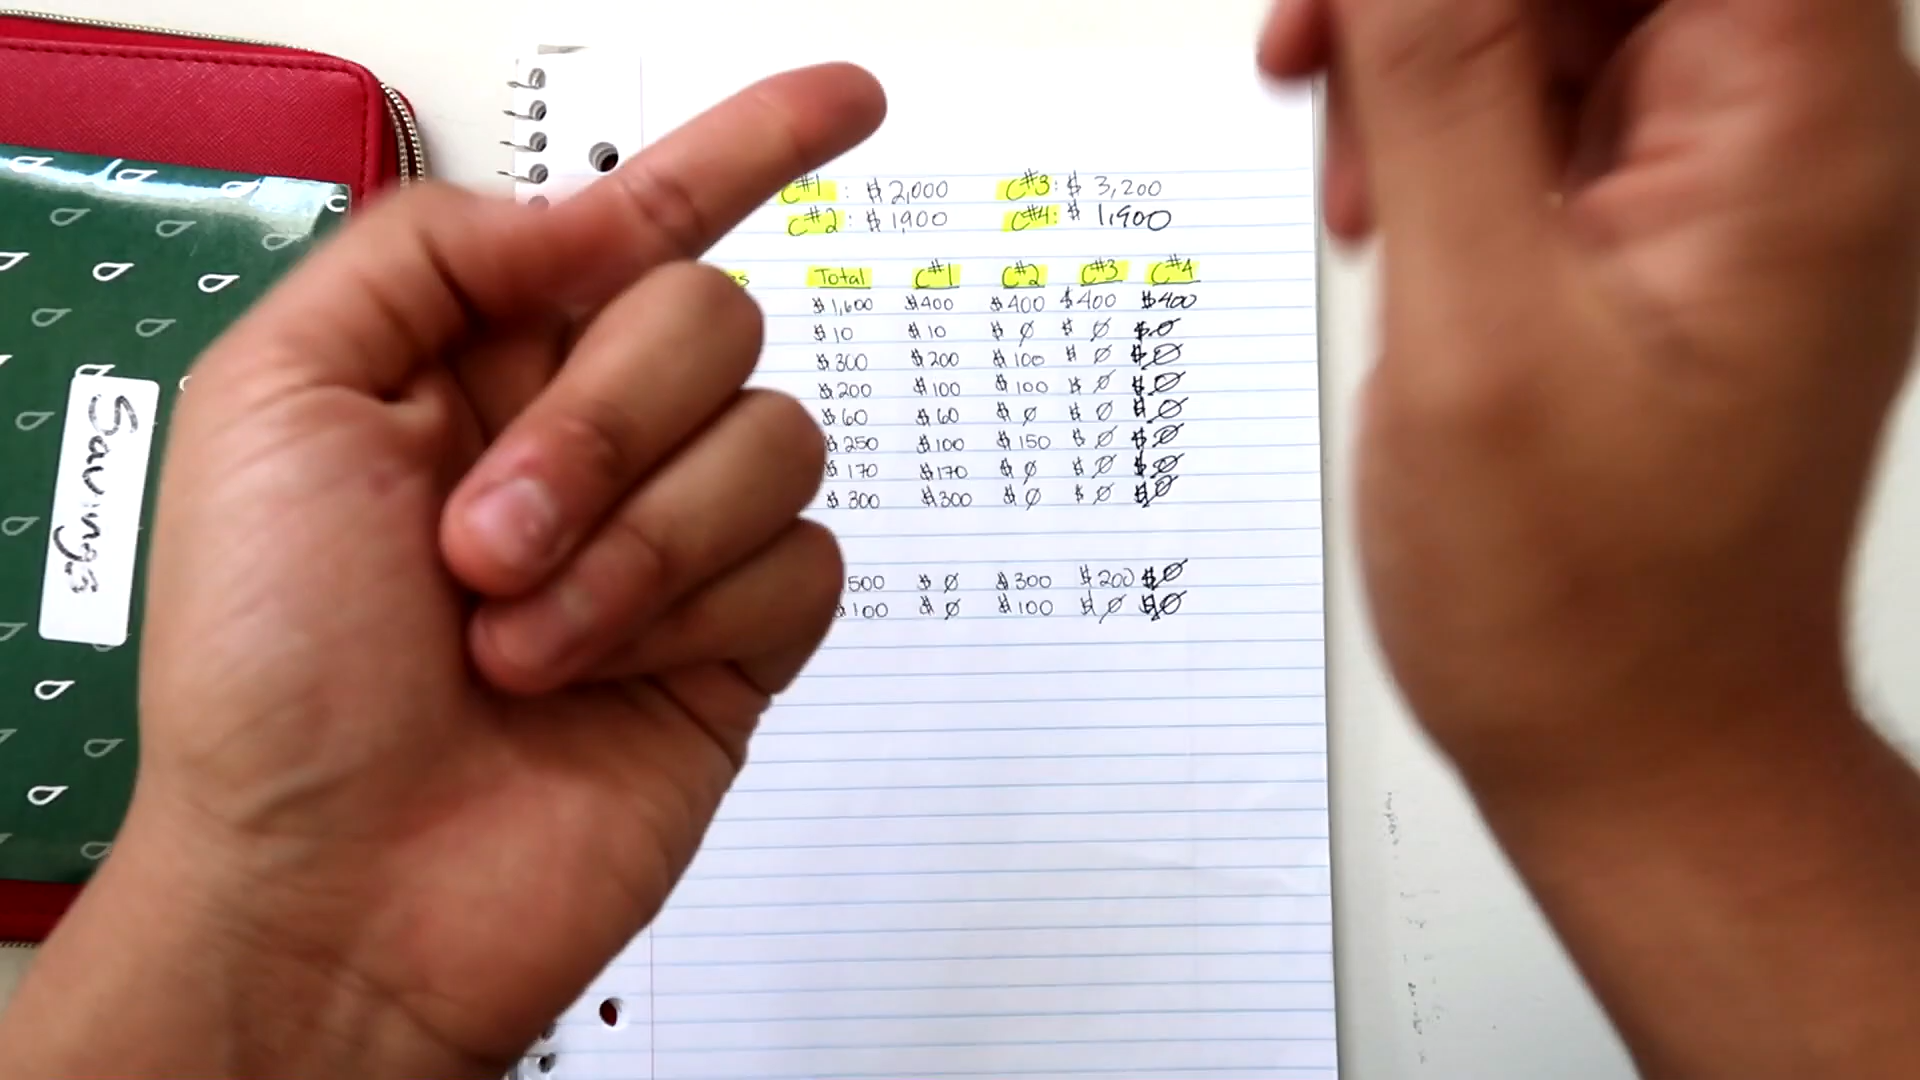 C#1 : $2,000 C#3: $ 3,200
C#2 : $1,900 C#4: $ 1,900
Total C#1 C#2 C#3 C#4
$1,600 $400 $400 $400 $400
$10 $10 $ ∅ $ ∅ $ ∅
$300 $200 $100 $ ∅ $ ∅
$200 $100 $100 $ ∅ $ ∅
$60 $60 $ ∅ $ ∅ $ ∅
$250 $100 $150 $ ∅ $ ∅
$170 $170 $ ∅ $ ∅ $ ∅
$300 $300 $ ∅ $ ∅ $ ∅
500 $ ∅ $300 $200 $ ∅
$100 $ ∅ $100 $ ∅ $ ∅
Savings